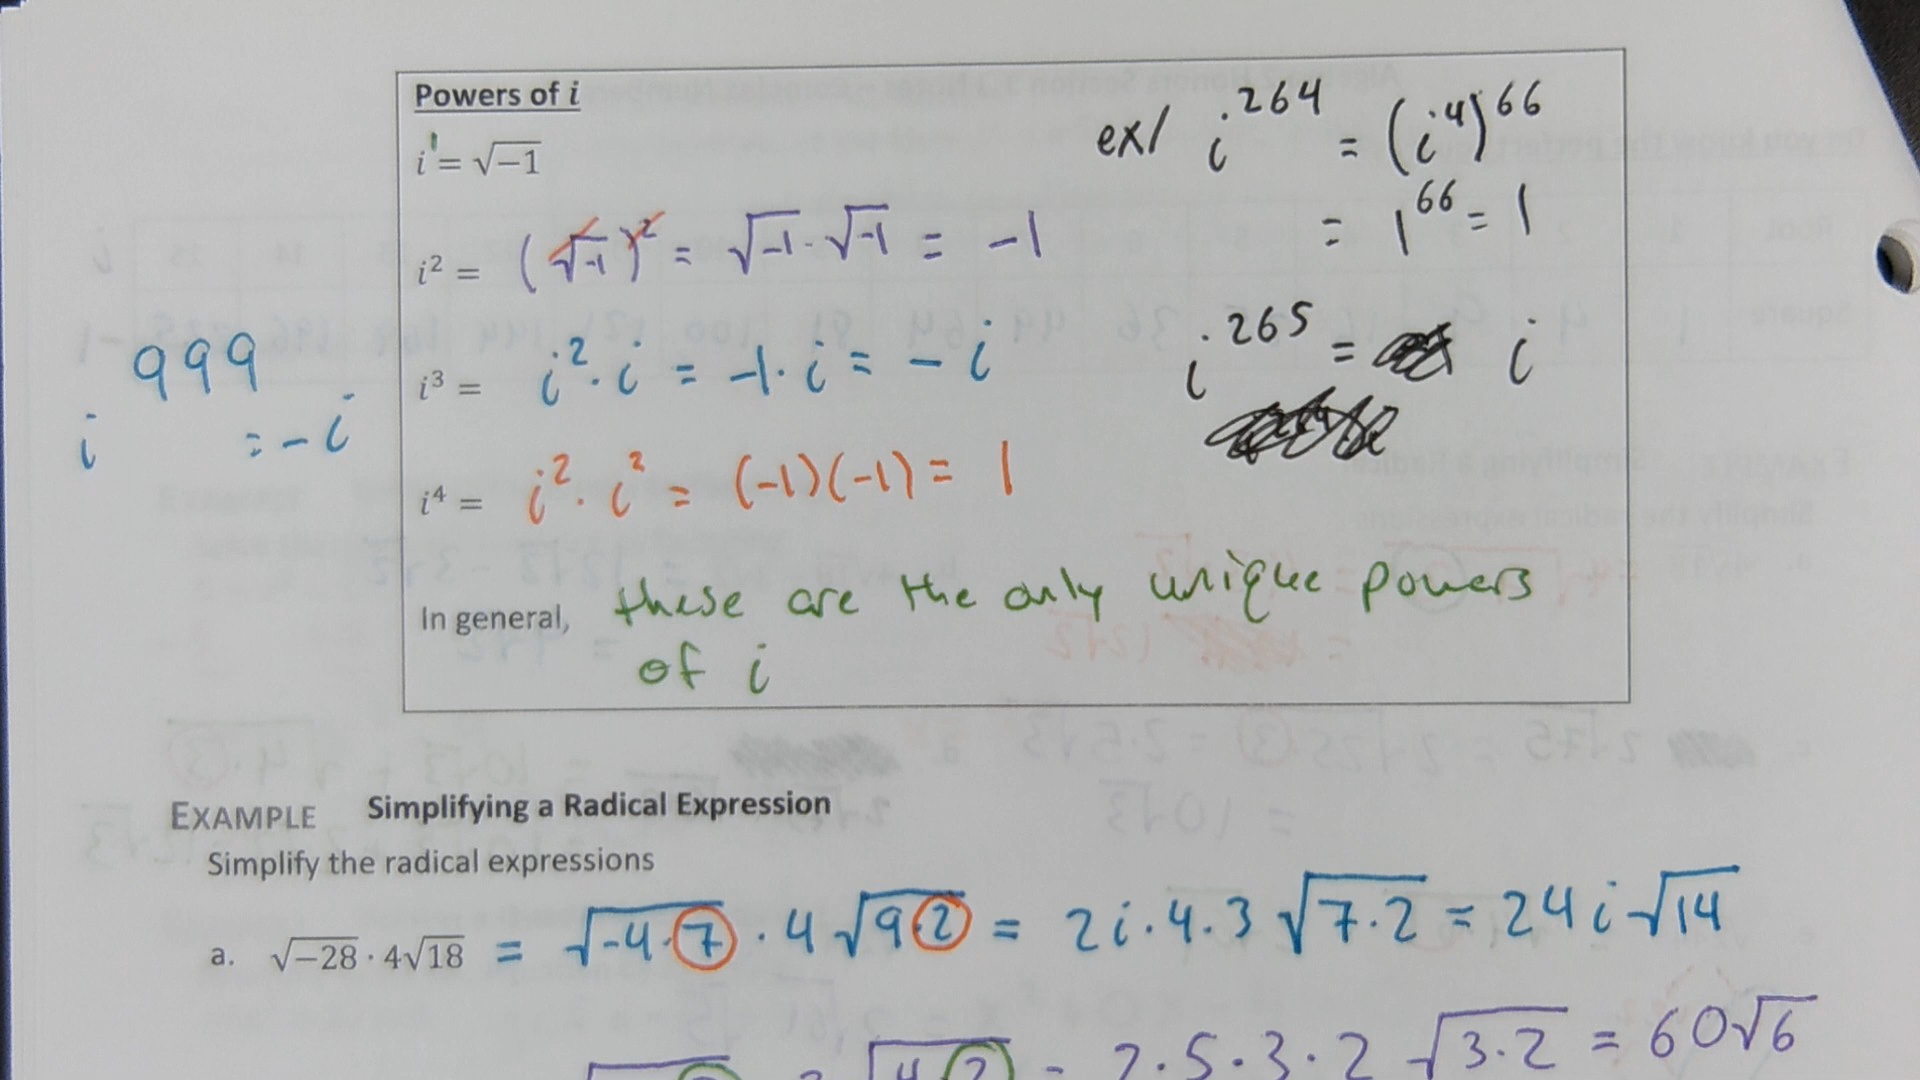 Powers of i
i¹ = √-1
ex/ i²⁶⁴ = (i⁴)⁶⁶
= 1⁶⁶ = 1
i² = (√-1)² = √-1 · √-1 = -1
i³ = i² · i = -1 · i = -i
i²⁶⁵ = i
i⁹⁹⁹ = -i
i⁴ = i² · i² = (-1)(-1) = 1
In general, these are the only unique powers
of i
EXAMPLE Simplifying a Radical Expression
Simplify the radical expressions
a. √-28 · 4√18 = √-4·7 · 4√9·2 = 2i·4·3√7·2 = 24i√14
2·5·3·2√3·2 = 60√6